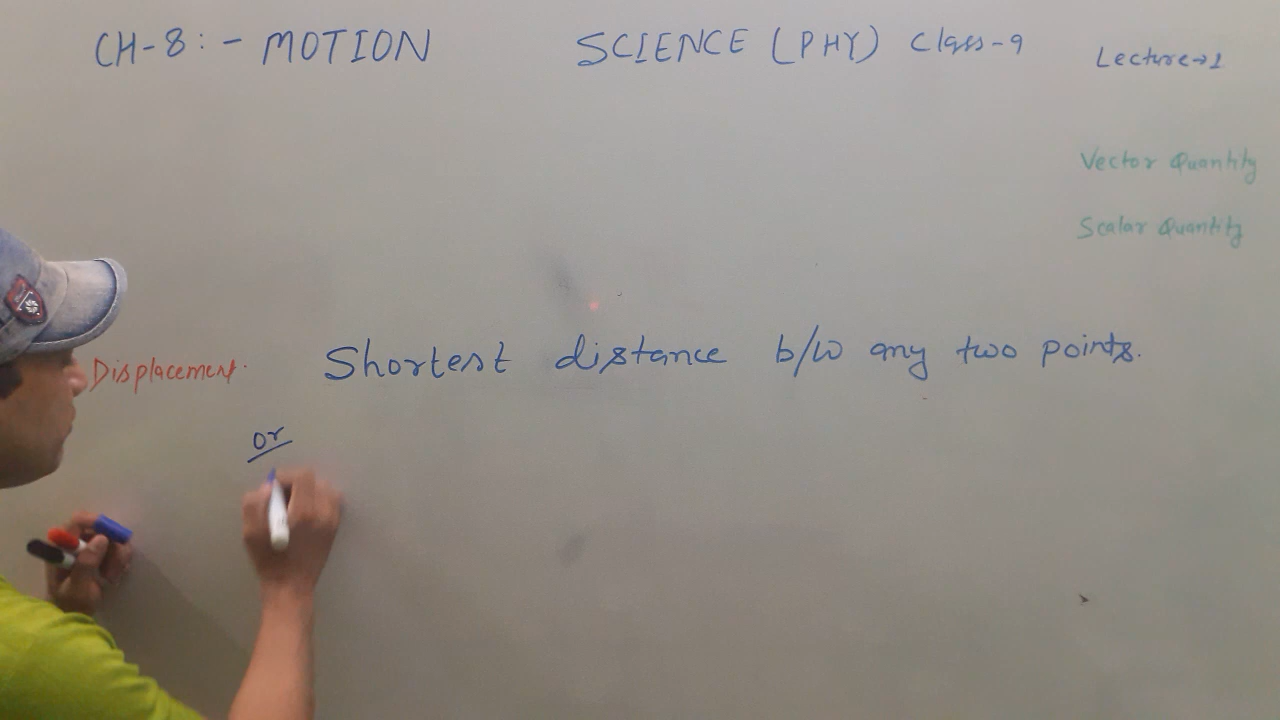 CH-8:- MOTION SCIENCE (PHY) Class-9 Lecture→1
Vector Quantity
Scalar Quantity
Displacement. Shortest distance b/w any two points.
or